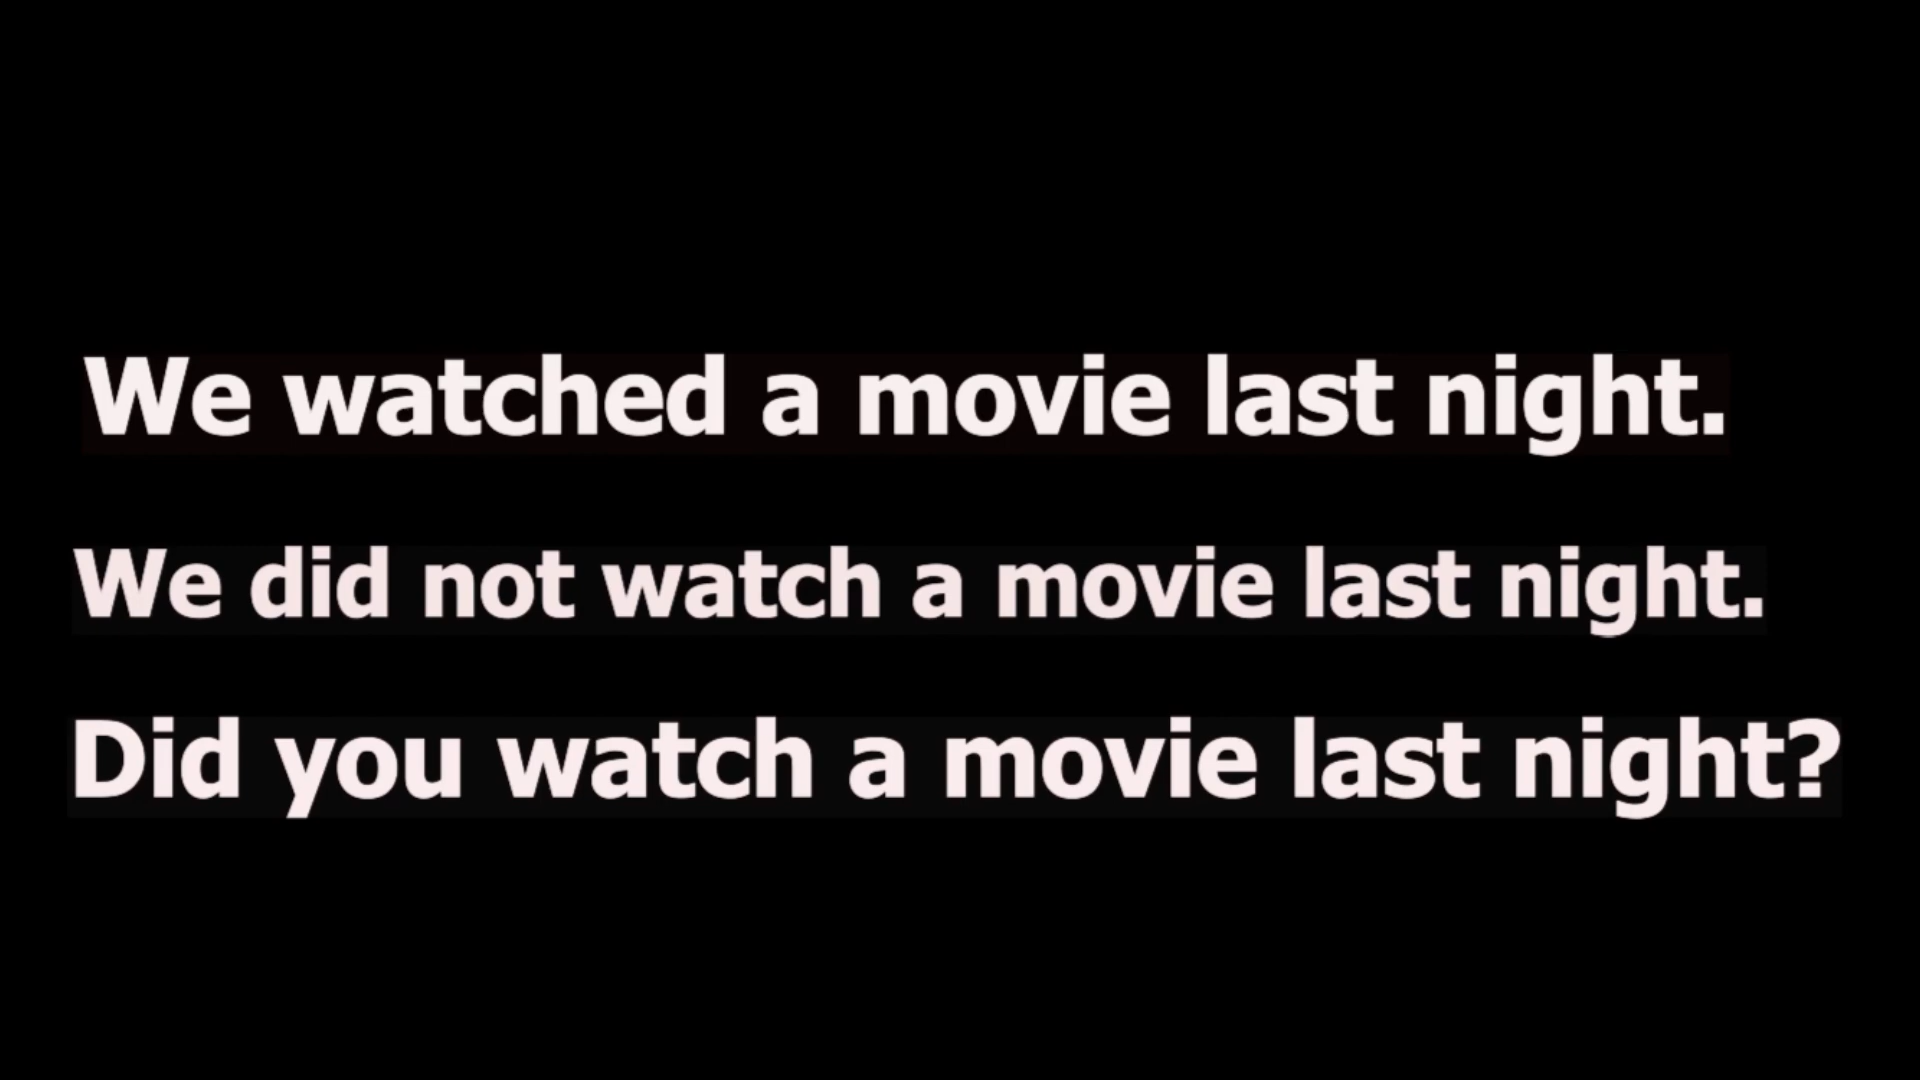 We watched a movie last night.
We did not watch a movie last night.
Did you watch a movie last night?